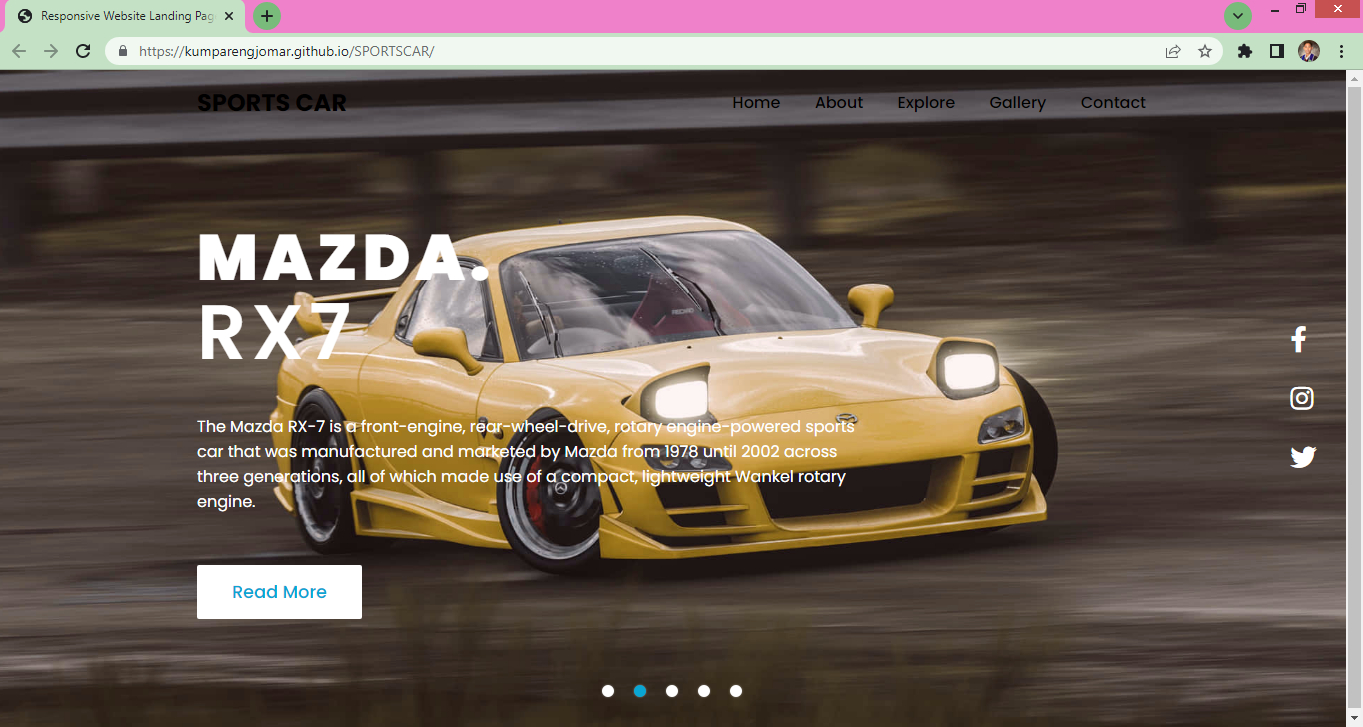 Responsive Website Landing Pag
https://kumparengjomar.github.io/SPORTSCAR/
SPORTS CAR
Home About Explore Gallery Contact
MAZDA.
RX7
The Mazda RX-7 is a front-engine, rear-wheel-drive, rotary engine-powered sports
car that was manufactured and marketed by Mazda from 1978 until 2002 across
three generations, all of which made use of a compact, lightweight Wankel rotary
engine.
Read More
RECARO